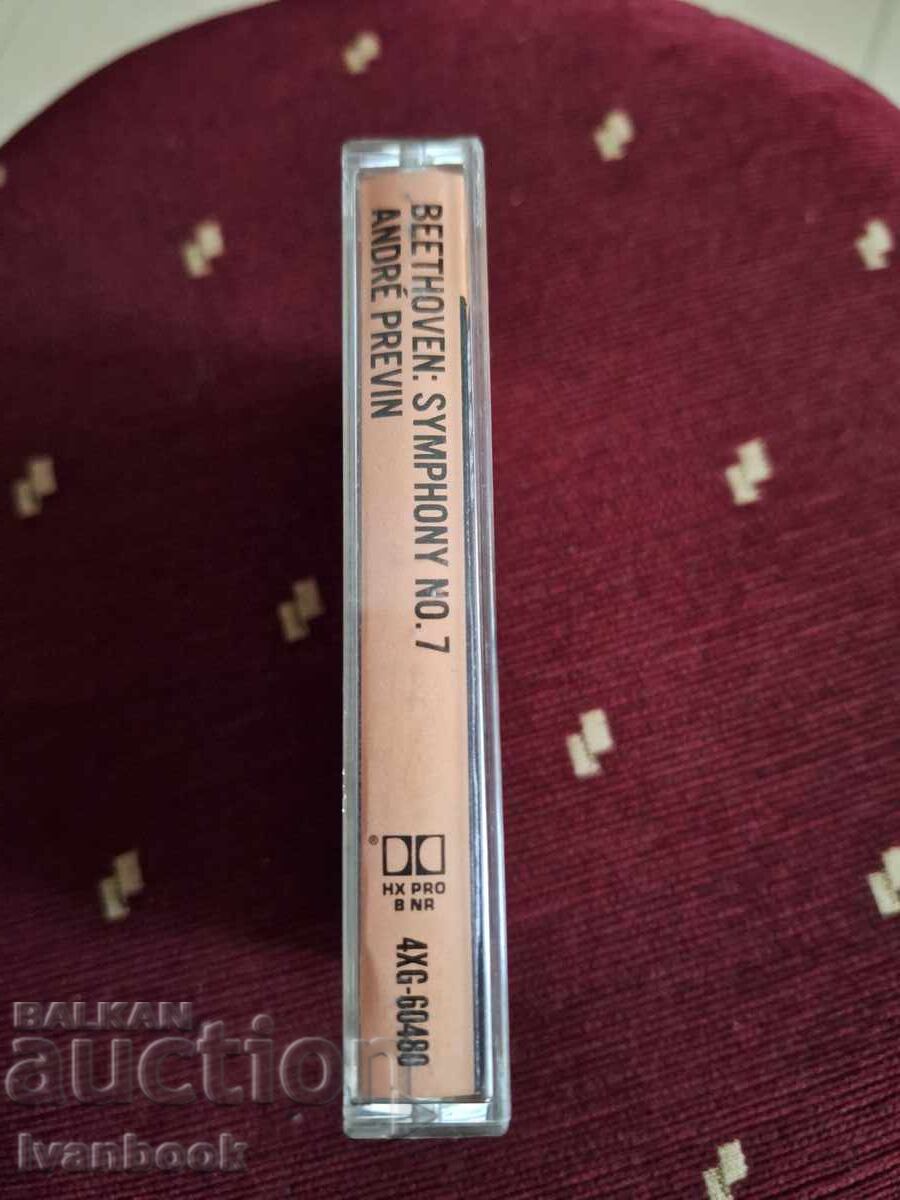 BEETHOVEN: SYMPHONY NO. 7
ANDRÉ PREVIN
®
HX PRO
B NR
4XG-60480
BALKAN
auction
Ivanbook